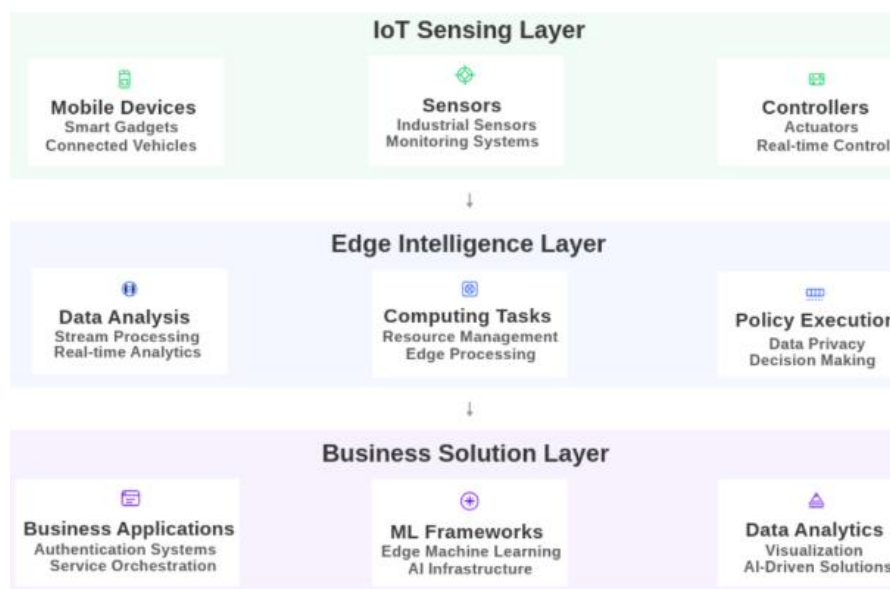 IoT Sensing Layer
Mobile Devices
Smart Gadgets
Connected Vehicles
Sensors
Industrial Sensors
Monitoring Systems
Controllers
Actuators
Real-time Control
↓
Edge Intelligence Layer
Data Analysis
Stream Processing
Real-time Analytics
Computing Tasks
Resource Management
Edge Processing
Policy Execution
Data Privacy
Decision Making
↓
Business Solution Layer
Business Applications
Authentication Systems
Service Orchestration
ML Frameworks
Edge Machine Learning
AI Infrastructure
Data Analytics
Visualization
AI-Driven Solutions